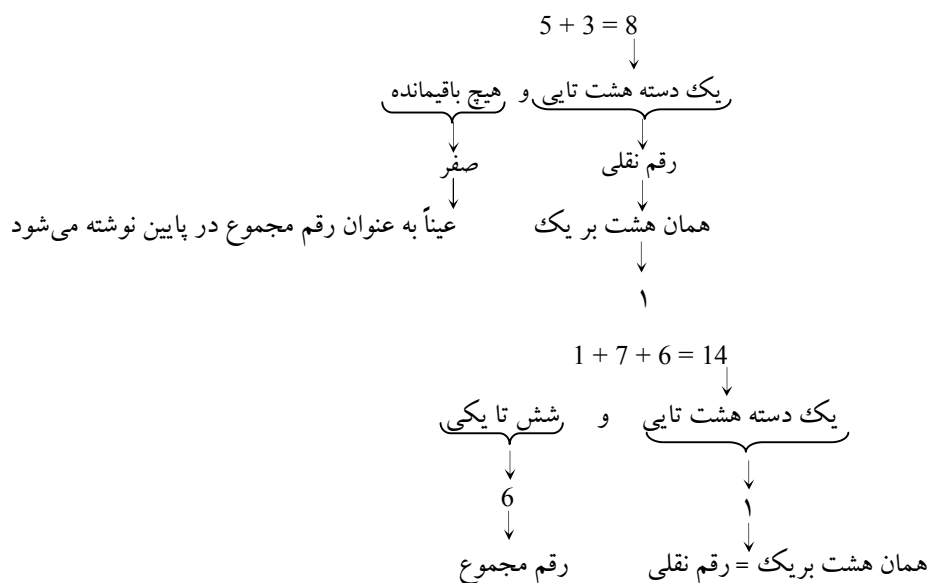 5 + 3 = 8
یک دسته هشت تایی و هیچ باقیمانده
رقم نقلی صفر
همان هشت بر یک عیناً به عنوان رقم مجموع در پایین نوشته می‌شود
۱
1 + 7 + 6 = 14
یک دسته هشت تایی و شش تا یکی
۱ 6
همان هشت بریک = رقم نقلی رقم مجموع